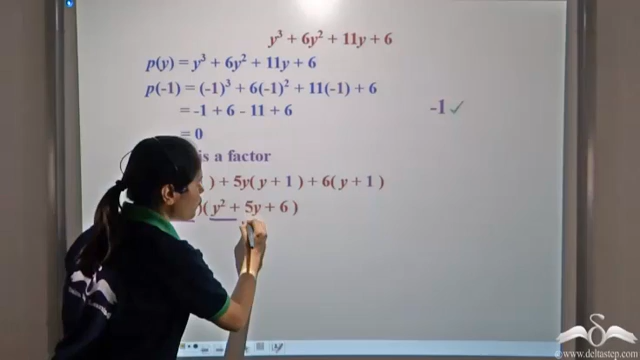 y³ + 6y² + 11y + 6
p(y) = y³ + 6y² + 11y + 6
p(-1) = (-1)³ + 6(-1)² + 11(-1) + 6
= -1 + 6 - 11 + 6
-1 ✓
= 0
is a factor
) + 5y( y + 1 ) + 6( y + 1 )
)( y² + 5y + 6 )
www.deltastep.com